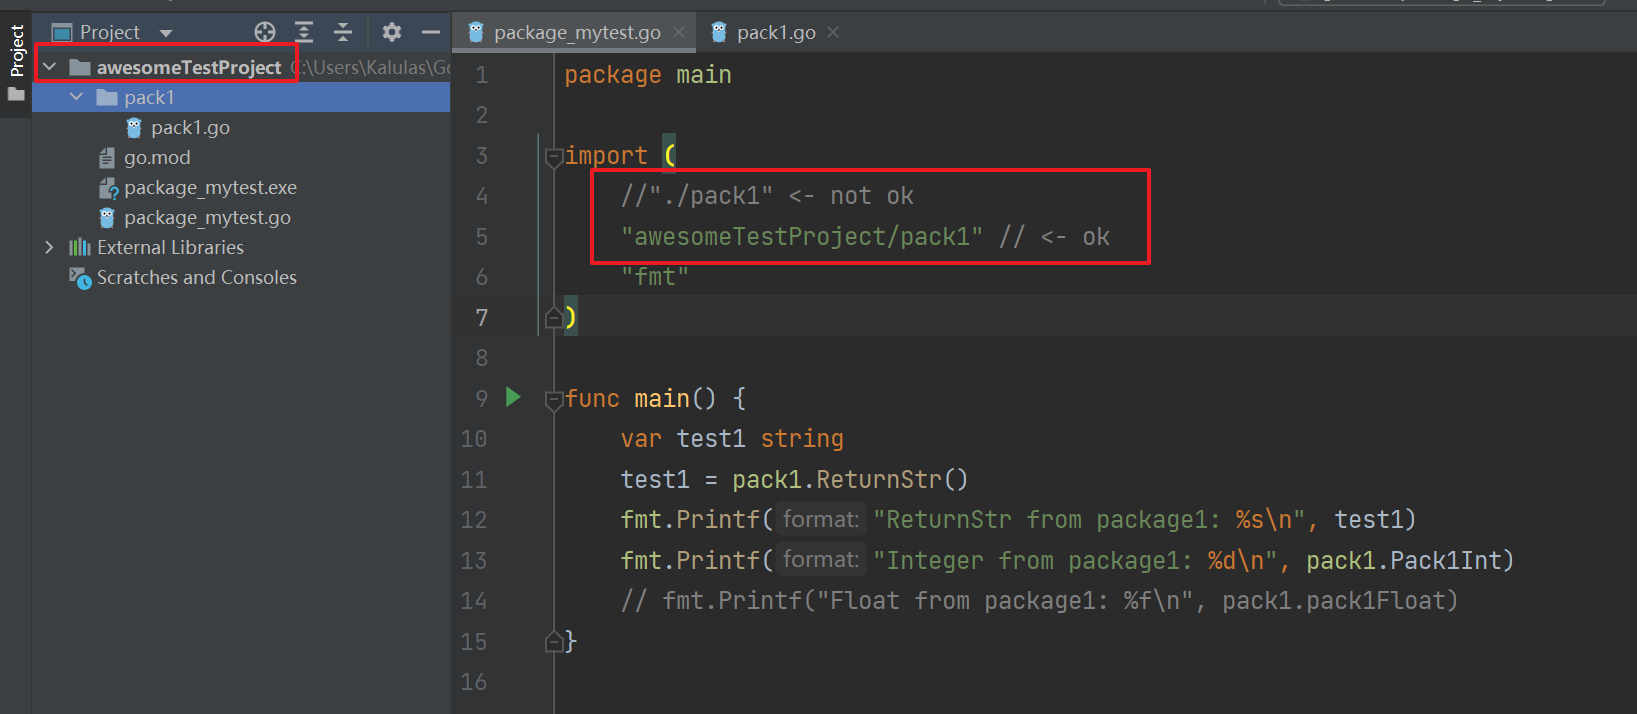 Project
Project
awesomeTestProject C:\Users\Kalulas\Go
pack1
pack1.go
go.mod
package_mytest.exe
package_mytest.go
External Libraries
Scratches and Consoles
package_mytest.go
pack1.go
1 package main
2
3 import (
4 //"./pack1" <- not ok
5 "awesomeTestProject/pack1" // <- ok
6 "fmt"
7 )
8
9 func main() {
10 var test1 string
11 test1 = pack1.ReturnStr()
12 fmt.Printf( format: "ReturnStr from package1: %s\n", test1)
13 fmt.Printf( format: "Integer from package1: %d\n", pack1.Pack1Int)
14 // fmt.Printf("Float from package1: %f\n", pack1.pack1Float)
15 }
16